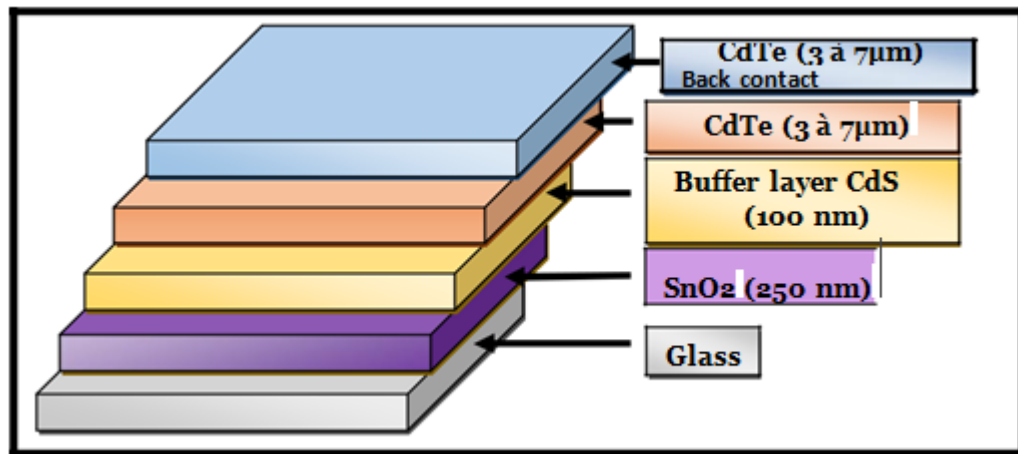 CdTe (3 à 7µm)
Back contact
CdTe (3 à 7µm)
Buffer layer CdS
(100 nm)
SnO2 (250 nm)
Glass